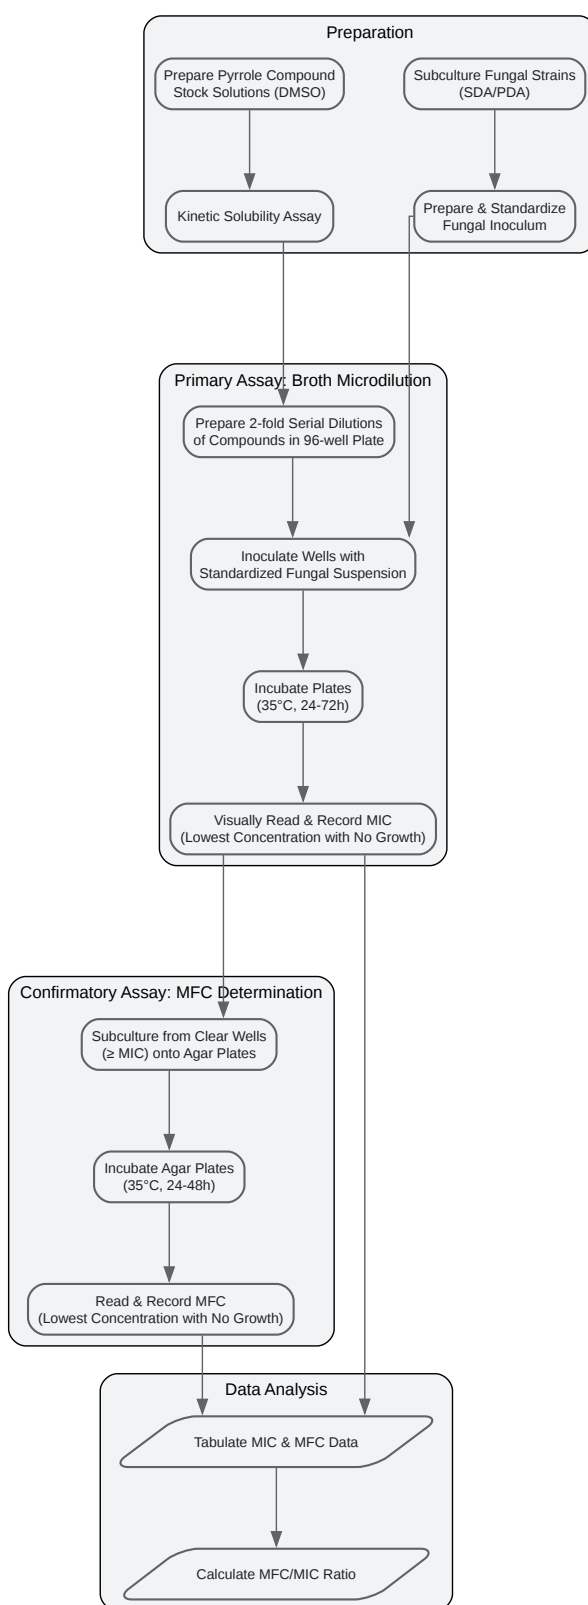 Preparation
Prepare Pyrrole Compound
Stock Solutions (DMSO)
Subculture Fungal Strains
(SDA/PDA)
Kinetic Solubility Assay
Prepare & Standardize
Fungal Inoculum
Primary Assay: Broth Microdilution
Prepare 2-fold Serial Dilutions
of Compounds in 96-well Plate
Inoculate Wells with
Standardized Fungal Suspension
Incubate Plates
(35°C, 24-72h)
Visually Read & Record MIC
(Lowest Concentration with No Growth)
Confirmatory Assay: MFC Determination
Subculture from Clear Wells
(≥ MIC) onto Agar Plates
Incubate Agar Plates
(35°C, 24-48h)
Read & Record MFC
(Lowest Concentration with No Growth)
Data Analysis
Tabulate MIC & MFC Data
Calculate MFC/MIC Ratio